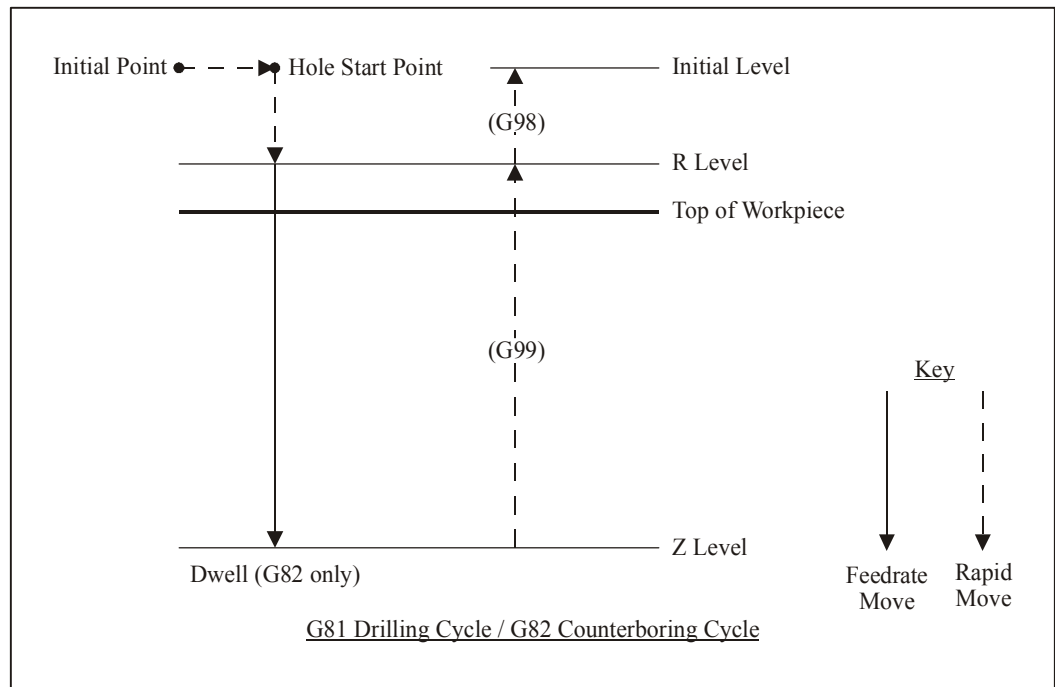 Initial Point
Hole Start Point
Initial Level
(G98)
R Level
Top of Workpiece
(G99)
Key
Z Level
Dwell (G82 only)
Feedrate
Move
Rapid
Move
G81 Drilling Cycle / G82 Counterboring Cycle